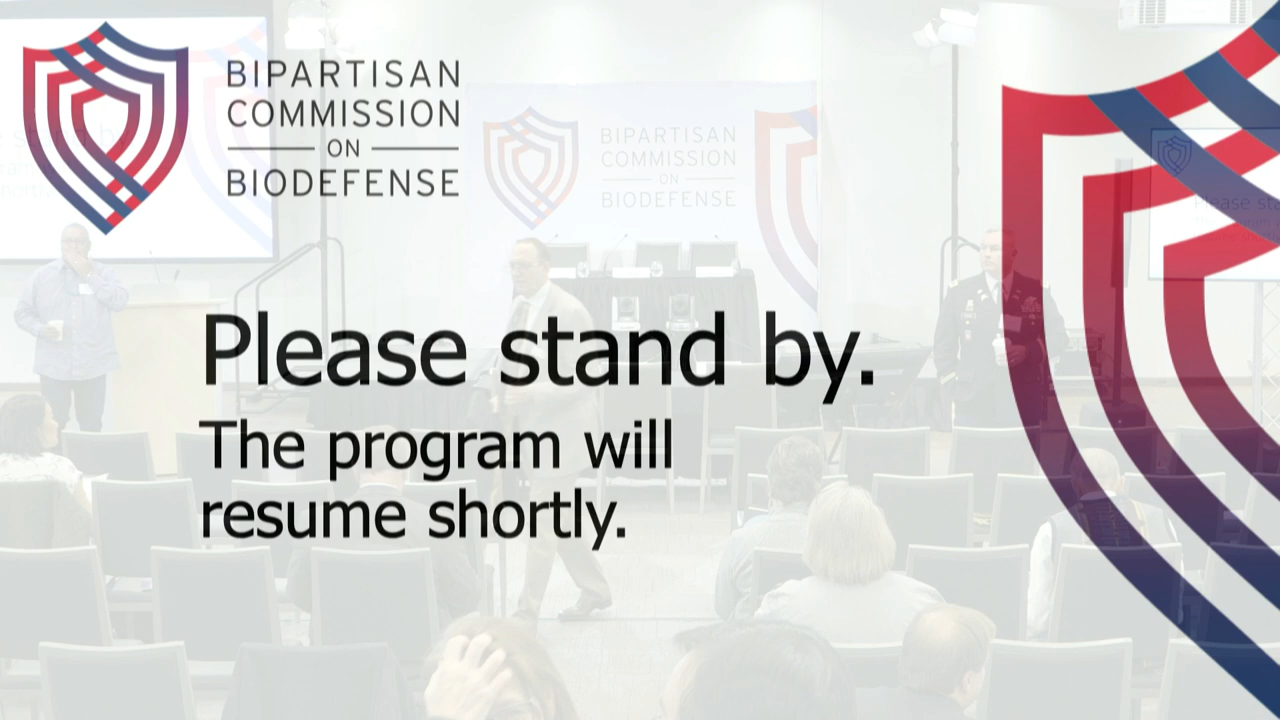 BIPARTISAN
COMMISSION
ON
BIODEFENSE
BIPARTISAN
COMMISSION
ON
BIODEFENSE
Please stand by.
The program will
resume shortly.